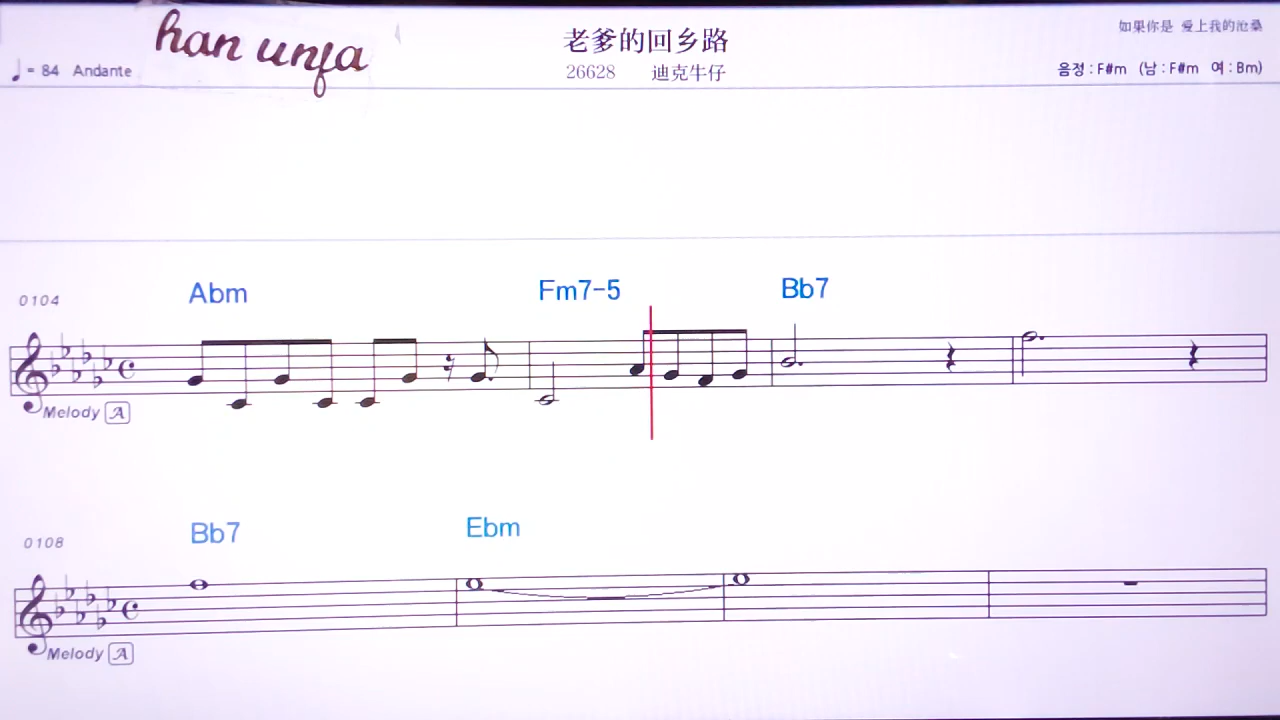 han unfa
老爹的回乡路
如果你是 爱上我的沧桑
♩= 84 Andante
26628 迪克牛仔
음정 : F#m (남 : F#m 여 : Bm)
Abm Fm7-5 Bb7
0104
Melody A
Bb7 Ebm
0108
Melody A